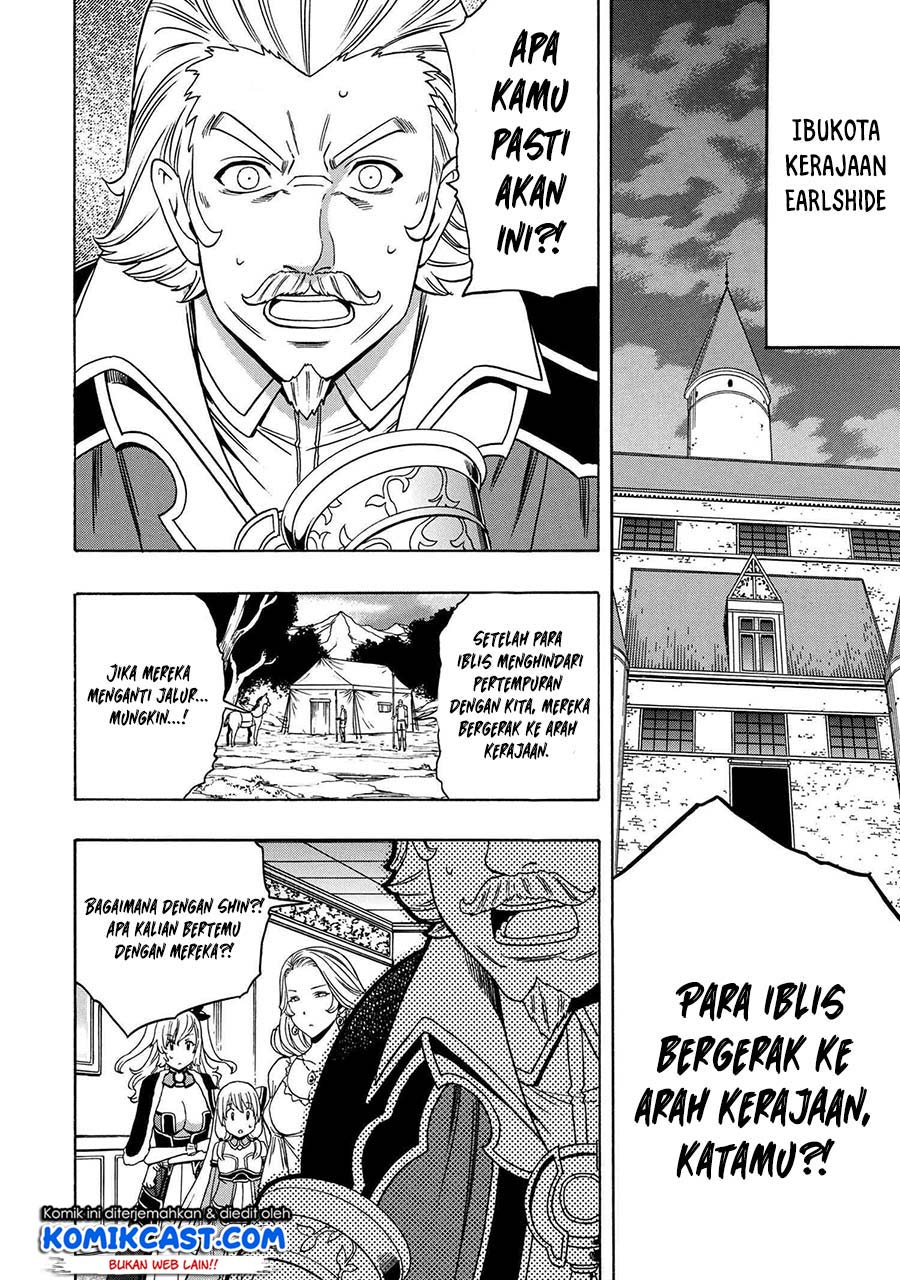 IBUKOTA
KERAJAAN
EARLSHIDE
PARA IBLIS
BERGERAK KE
ARAH KERAJAAN,
KATAMU?!
APA
KAMU
PASTI
AKAN
INI?!
SETELAH PARA
IBLIS MENGHINDARI
PERTEMPURAN
DENGAN KITA, MEREKA
BERGERAK KE ARAH
KERAJAAN.
JIKA MEREKA
MENGANTI JALUR...
MUNGKIN...!
BAGAIMANA DENGAN SHIN?!
APA KALIAN BERTEMU
DENGAN MEREKA?!
Komik ini diterjemahkan & diedit oleh
KOMIKCAST.COM
BUKAN WEB LAIN!!